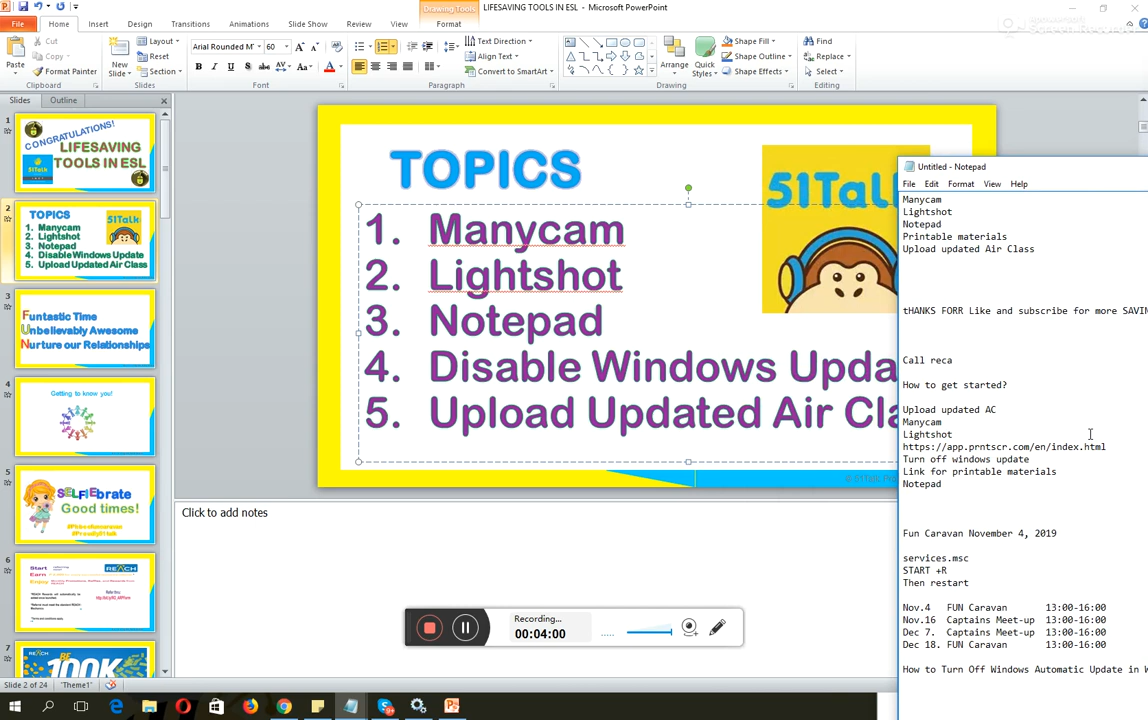 Drawing Tools
LIFESAVING TOOLS IN ESL - Microsoft PowerPoint
File Home Insert Design Transitions Animations Slide Show Review View Format
Paste
Cut
Copy
Format Painter
Clipboard
New Slide
Layout
Reset
Section
Slides
Arial Rounded M
60
Font
Text Direction
Align Text
Convert to SmartArt
Paragraph
Arrange
Quick Styles
Shape Fill
Shape Outline
Shape Effects
Drawing
Find
Replace
Select
Editing
Slides Outline
1
CONGRATULATIONS!
LIFESAVING
TOOLS IN ESL
51Talk
2
TOPICS
51Talk
1. Manycam
2. Lightshot
3. Notepad
4. Disable Windows Update
5. Upload Updated Air Class
3
Funtastic Time
Unbelievably Awesome
Nurture our Relationships
4
Getting to know you!
5
SELFIEbrate
Good times!
6
Start
Earn
Enjoy
REACH
7
REACH
BE
100K
TOPICS
51Talk
1. Manycam
2. Lightshot
3. Notepad
4. Disable Windows Upda
5. Upload Updated Air Cla
Click to add notes
Untitled - Notepad
File Edit Format View Help
Manycam
Lightshot
Notepad
Printable materials
Upload updated Air Class
tHANKS FORR Like and subscribe for more SAVIN
Call reca
How to get started?
Upload updated AC
Manycam
Lightshot
https://app.prntscr.com/en/index.html
Turn off windows update
Link for printable materials
Notepad
Fun Caravan November 4, 2019
services.msc
START +R
Then restart
Nov.4 FUN Caravan 13:00-16:00
Nov.16 Captains Meet-up 13:00-16:00
Dec 7. Captains Meet-up 13:00-16:00
Dec 18. FUN Caravan 13:00-16:00
How to Turn Off Windows Automatic Update in W
Recording...
00:04:00
Slide 2 of 24 "Theme1"